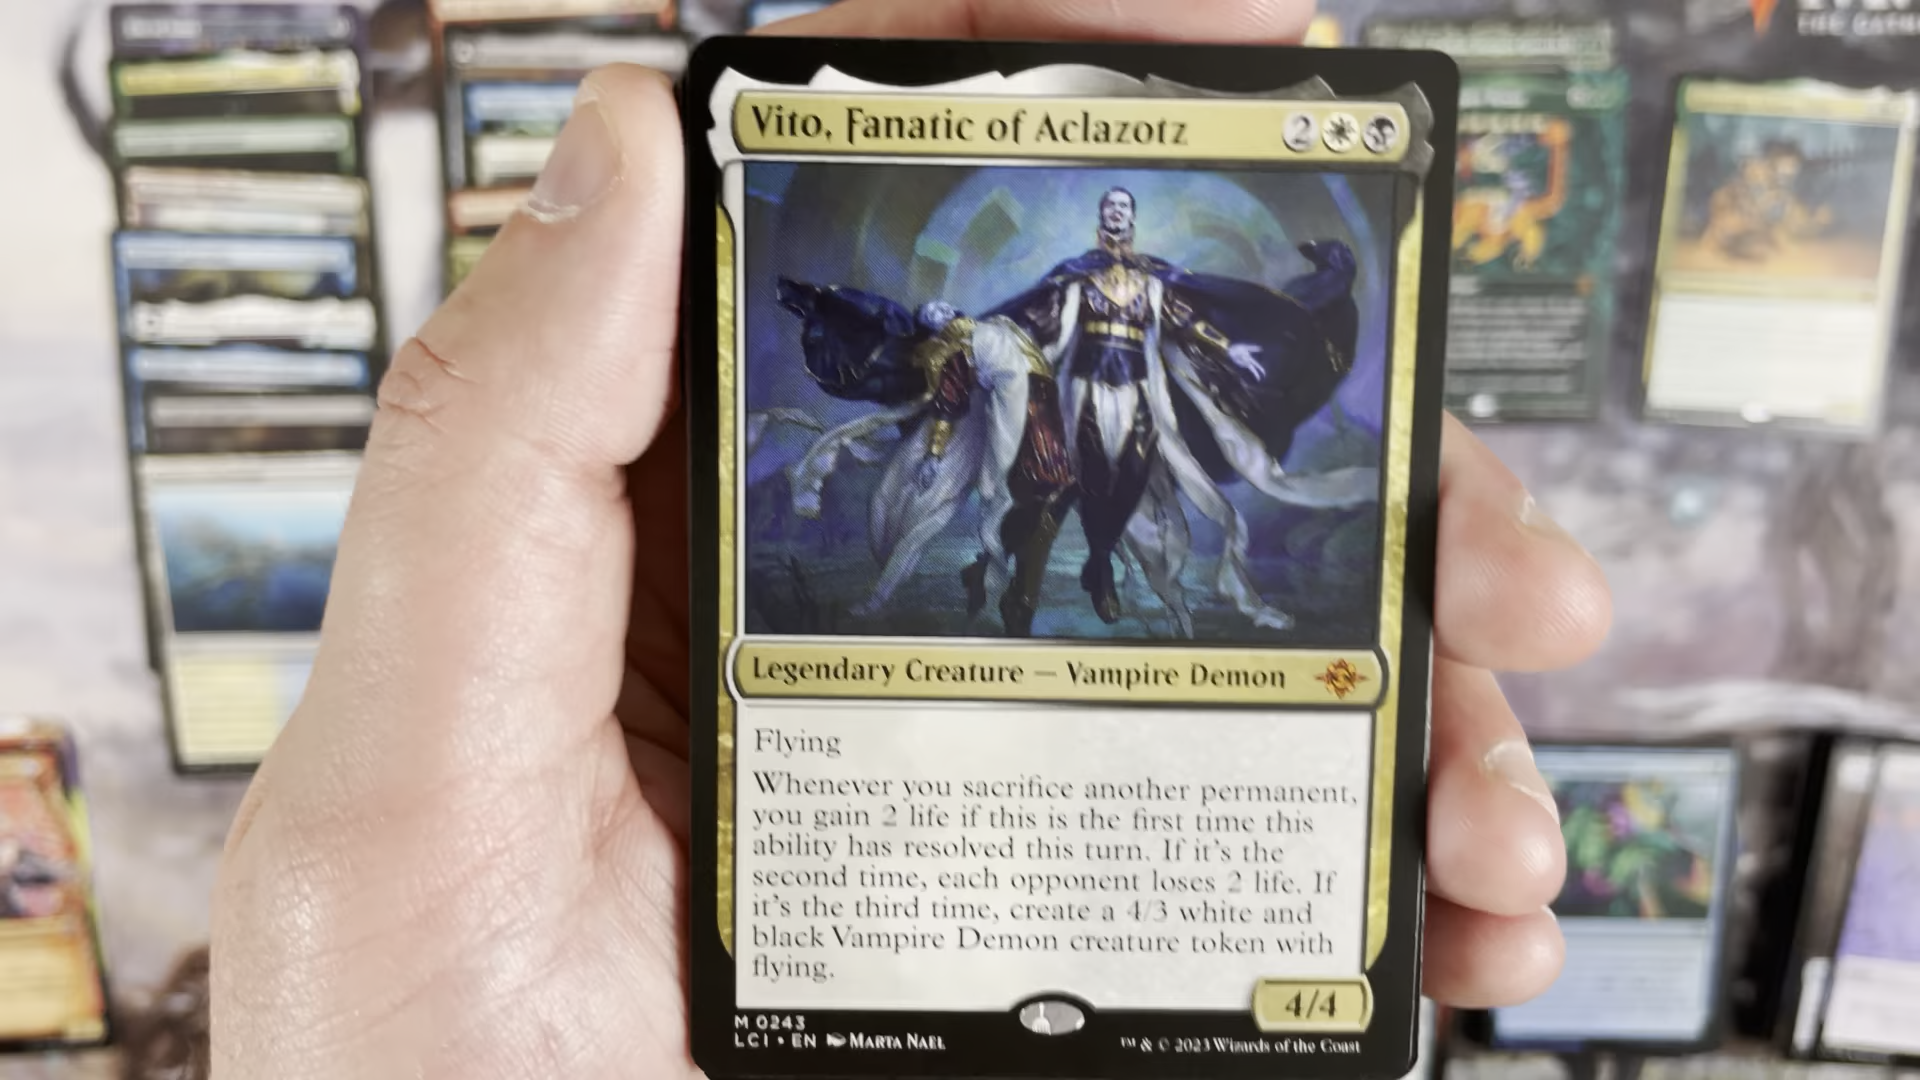 Vito, Fanatic of Aclazotz 2
Legendary Creature — Vampire Demon
Flying
Whenever you sacrifice another permanent,
you gain 2 life if this is the first time this
ability has resolved this turn. If it's the
second time, each opponent loses 2 life. If
it's the third time, create a 4/3 white and
black Vampire Demon creature token with
flying.
4/4
M 0243
LCI • EN Marta Nael
™ & © 2023 Wizards of the Coast